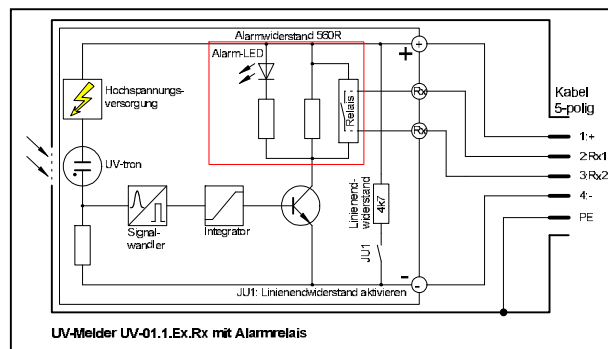 Alarmwiderstand 560R
Alarm-LED
+
+
Hochspannungs-
versorgung
Relais
Rx
Rx
Kabel
5-polig
1:+
2:Rx1
3:Rx2
4:-
PE
UV-tron
Signal-
wandler
Integrator
Linienend-
widerstand
4k7
JU1
-
-
JU1: Linienendwiderstand aktivieren
UV-Melder UV-01.1.Ex.Rx mit Alarmrelais